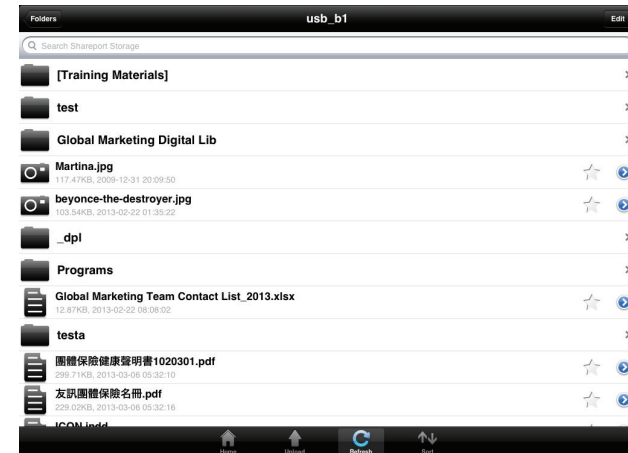 Folders
usb_b1
Edit
Search Shareport Storage
[Training Materials]
test
Global Marketing Digital Lib
Martina.jpg
117.47KB, 2009-12-31 20:09:50
beyonce-the-destroyer.jpg
103.54KB, 2013-02-22 01:35:22
_dpl
Programs
Global Marketing Team Contact List_2013.xlsx
12.87KB, 2013-02-22 08:08:02
testa
團體保險健康聲明書1020301.pdf
299.71KB, 2013-03-06 05:32:10
友訊團體保險名冊.pdf
229.02KB, 2013-03-06 05:32:16
ICON.indd
Home
Upload
Refresh
Sort